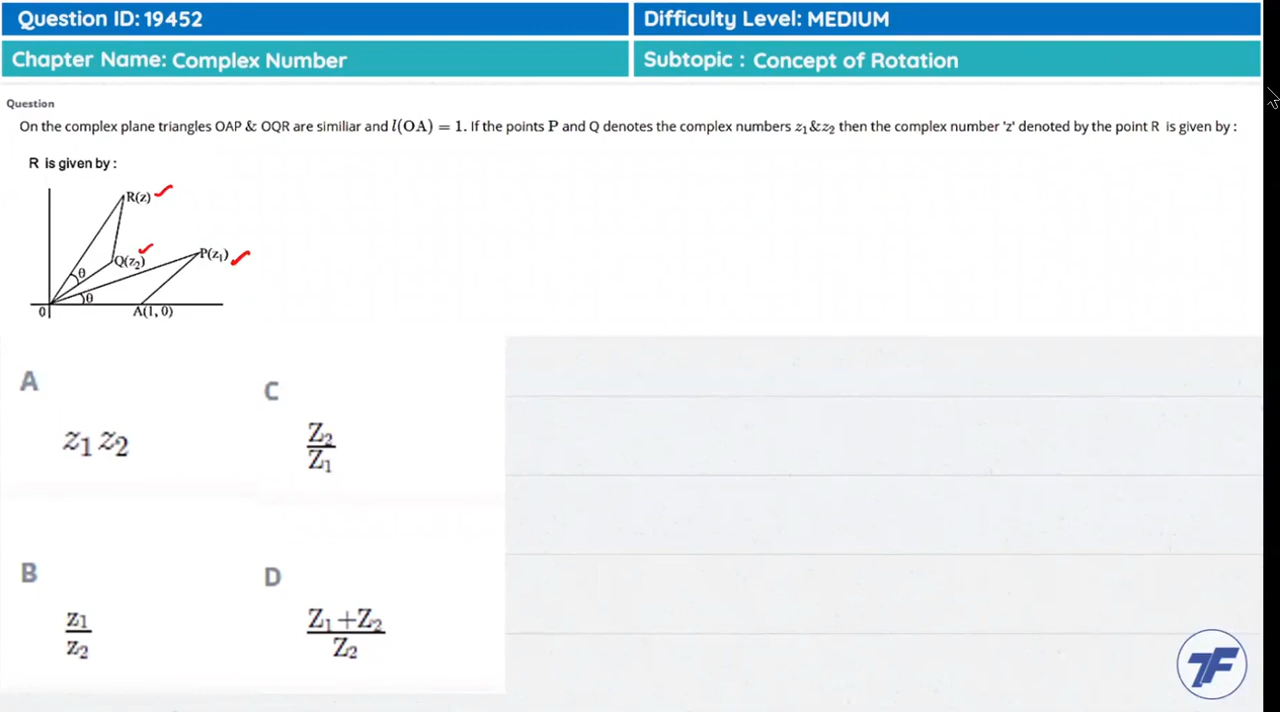 Question ID: 19452
Difficulty Level: MEDIUM
Chapter Name: Complex Number
Subtopic : Concept of Rotation
Question
On the complex plane triangles OAP & OQR are similiar and l(OA) = 1. If the points P and Q denotes the complex numbers z₁&z₂ then the complex number 'z' denoted by the point R is given by :
R is given by :
R(z)
Q(z₂)
P(z₁)
θ
θ
0
A(1, 0)
A
z₁ z₂
C
Z₂
Z₁
B
z₁
z₂
D
Z₁+Z₂
Z₂
7F